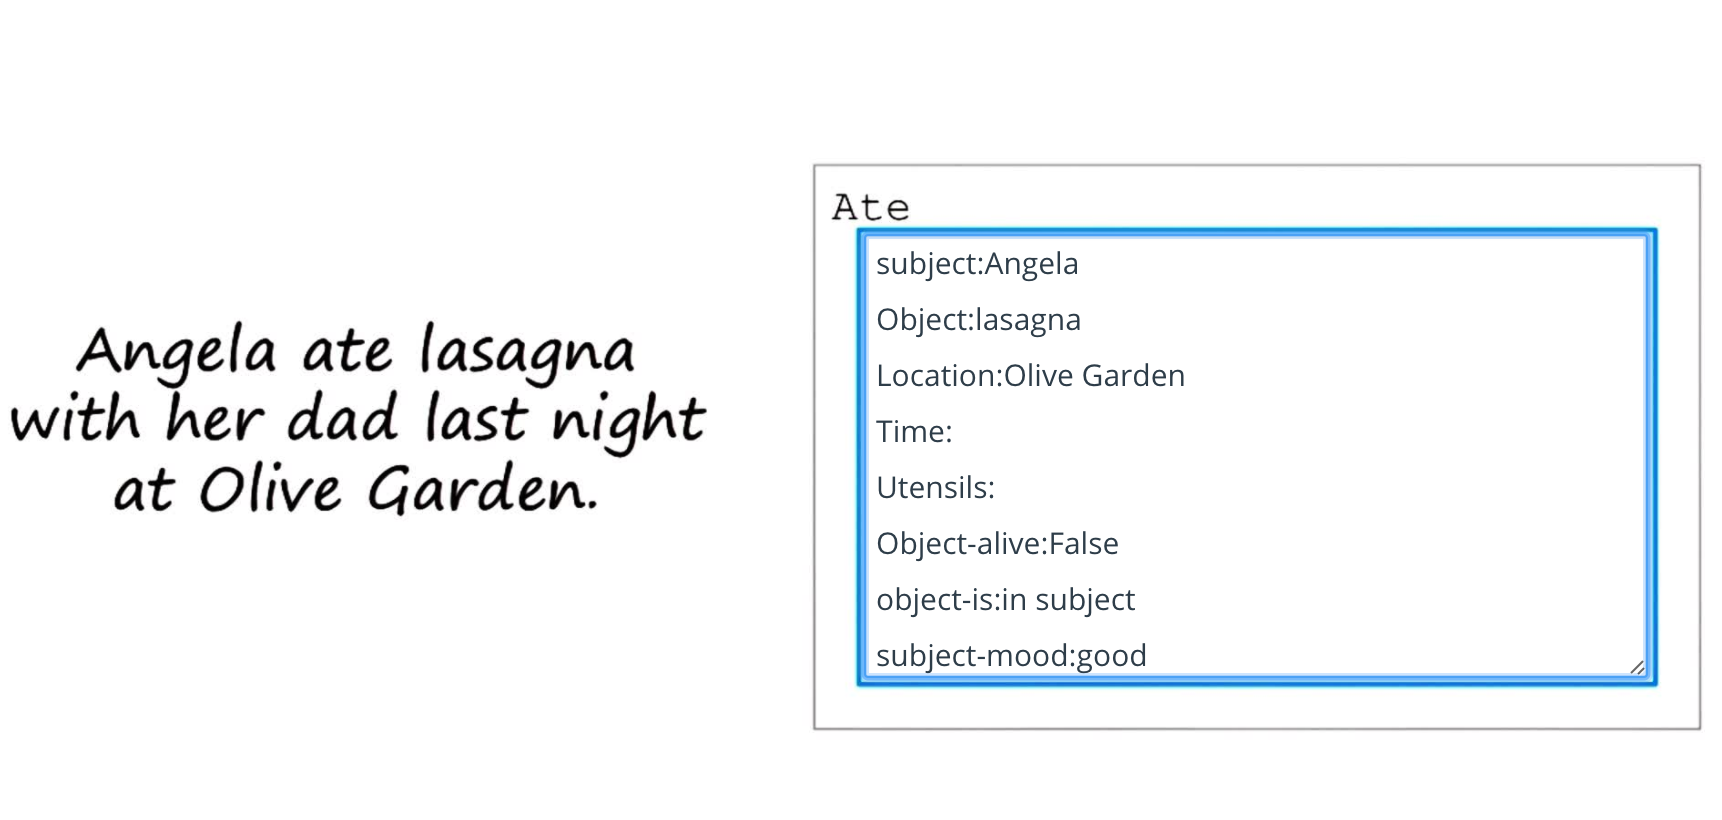 Angela ate lasagna
with her dad last night
at Olive Garden.
Ate
subject:Angela
Object:lasagna
Location:Olive Garden
Time:
Utensils:
Object-alive:False
object-is:in subject
subject-mood:good